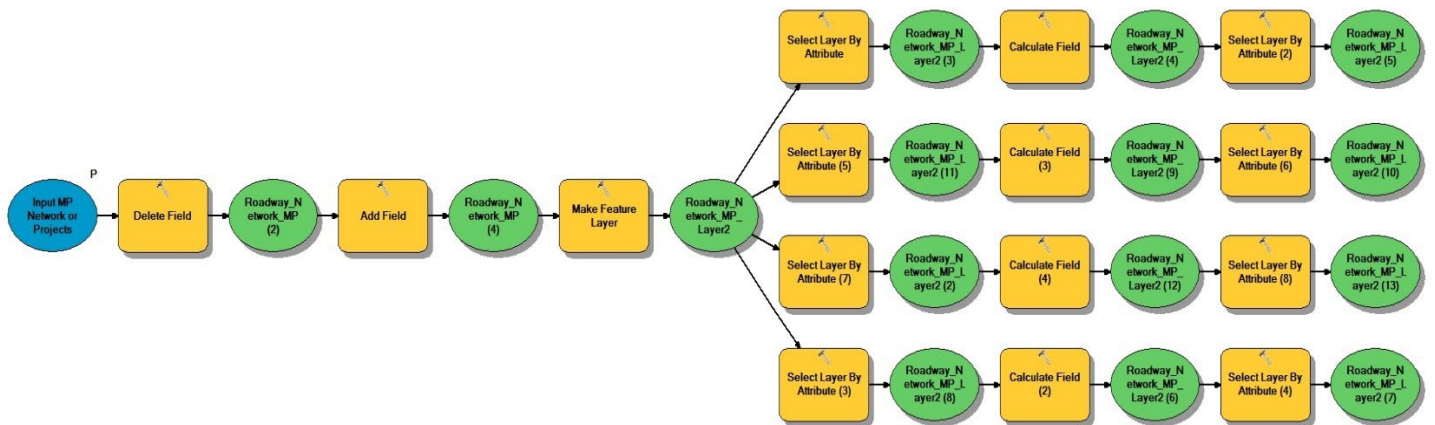 P
Input MP
Network or
Projects
Delete Field
Roadway_N
etwork_MP
(2)
Add Field
Roadway_N
etwork_MP
(4)
Make Feature
Layer
Roadway_N
etwork_MP_
Layer2
Select Layer By
Attribute
Roadway_N
etwork_MP_L
ayer2 (3)
Calculate Field
Roadway_N
etwork_MP_
Layer2 (4)
Select Layer By
Attribute (2)
Roadway_N
etwork_MP_L
ayer2 (5)
Select Layer By
Attribute (5)
Roadway_N
etwork_MP_L
ayer2 (11)
Calculate Field
(3)
Roadway_N
etwork_MP_
Layer2 (9)
Select Layer By
Attribute (6)
Roadway_N
etwork_MP_L
ayer2 (10)
Select Layer By
Attribute (7)
Roadway_N
etwork_MP_L
ayer2 (2)
Calculate Field
(4)
Roadway_N
etwork_MP_
Layer2 (12)
Select Layer By
Attribute (8)
Roadway_N
etwork_MP_L
ayer2 (13)
Select Layer By
Attribute (3)
Roadway_N
etwork_MP_L
ayer2 (8)
Calculate Field
(2)
Roadway_N
etwork_MP_
Layer2 (6)
Select Layer By
Attribute (4)
Roadway_N
etwork_MP_L
ayer2 (7)